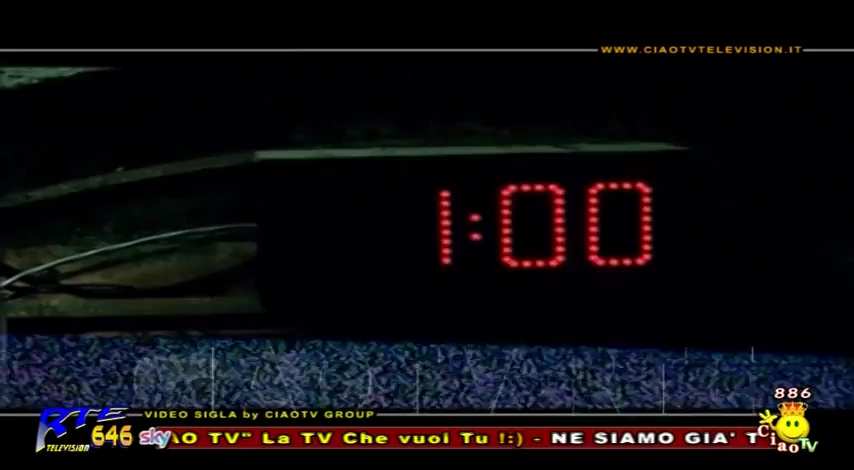 WWW.CIAOTVTELEVISION.IT
1:00
886
RTE
TELEVISION
646
sky
VIDEO SIGLA by CIAOTV GROUP
AO TV" La TV Che vuoi Tu !:) - NE SIAMO GIA' T
Ciao TV